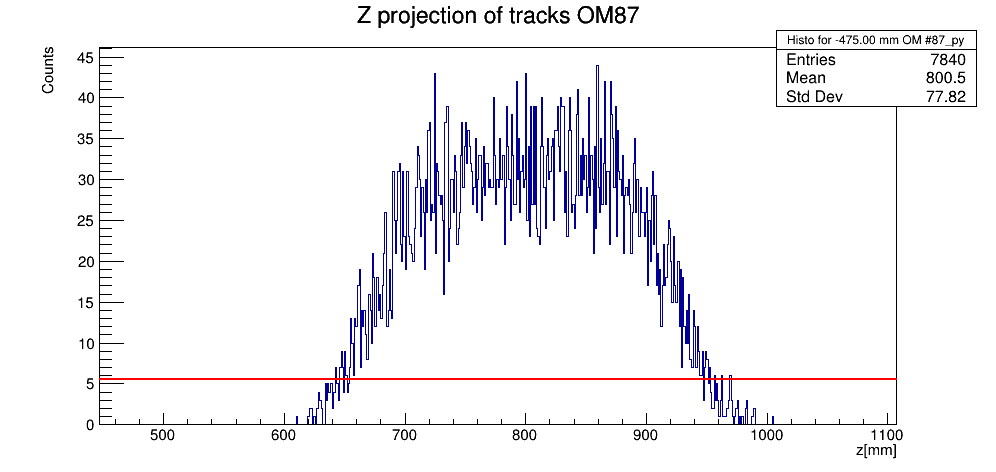 Z projection of tracks OM87
Histo for -475.00 mm OM #87_py
Entries 7840
Mean 800.5
Std Dev 77.82
Counts
45
40
35
30
25
20
15
10
5
0
500 600 700 800 900 1000 1100
z[mm]